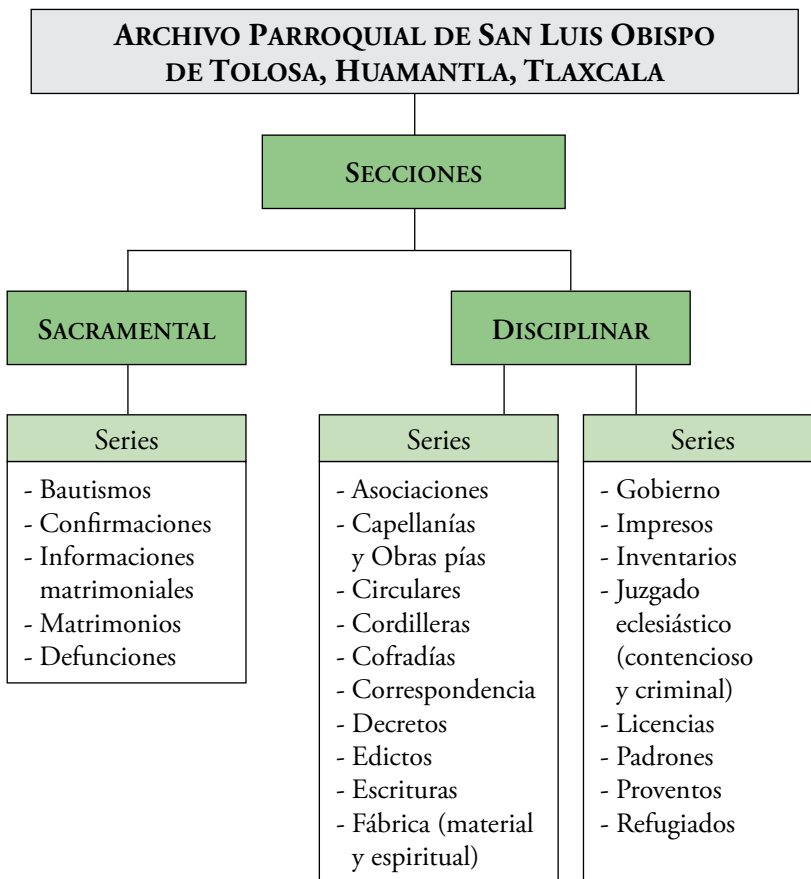 ARCHIVO PARROQUIAL DE SAN LUIS OBISPO
DE TOLOSA, HUAMANTLA, TLAXCALA
SECCIONES
SACRAMENTAL
DISCIPLINAR
Series
- Bautismos
- Confirmaciones
- Informaciones
matrimoniales
- Matrimonios
- Defunciones
Series
- Asociaciones
- Capellanías
y Obras pías
- Circulares
- Cordilleras
- Cofradías
- Correspondencia
- Decretos
- Edictos
- Escrituras
- Fábrica (material
y espiritual)
Series
- Gobierno
- Impresos
- Inventarios
- Juzgado
eclesiástico
(contencioso
y criminal)
- Licencias
- Padrones
- Proventos
- Refugiados